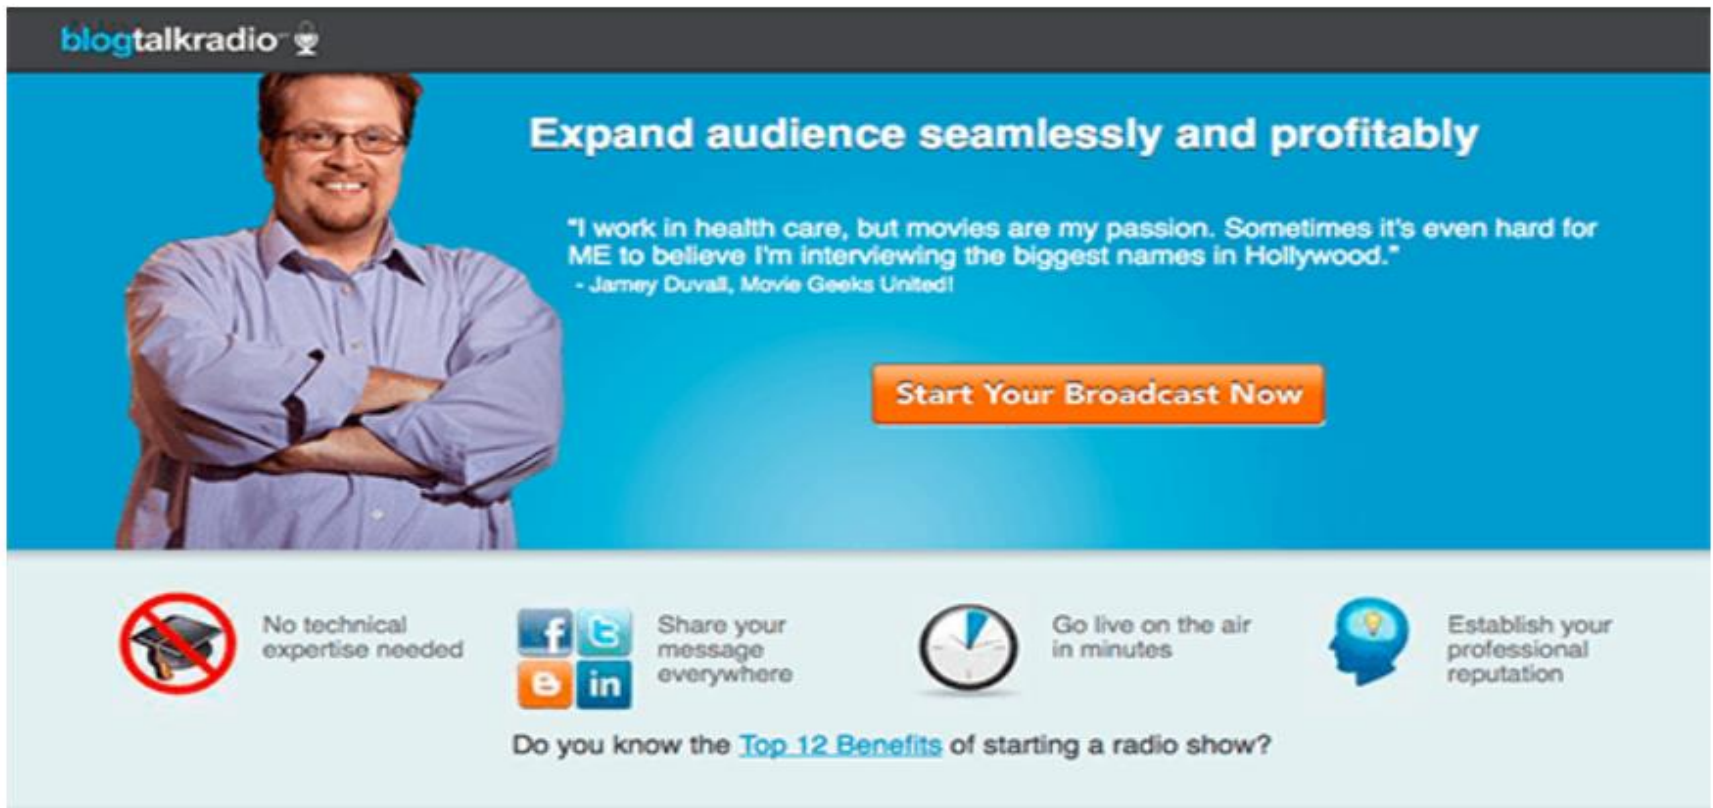 blogtalkradio
Expand audience seamlessly and profitably
"I work in health care, but movies are my passion. Sometimes it's even hard for
ME to believe I'm interviewing the biggest names in Hollywood."
- Jamey Duvall, Movie Geeks United!
Start Your Broadcast Now
No technical
expertise needed
f
t
B
in
Share your
message
everywhere
Go live on the air
in minutes
Establish your
professional
reputation
Do you know the Top 12 Benefits of starting a radio show?